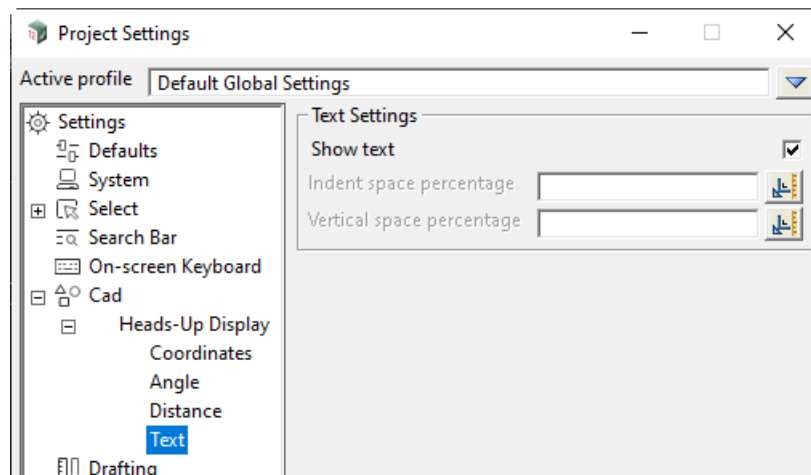 Project Settings
Active profile Default Global Settings
Settings
Defaults
System
Select
Search Bar
On-screen Keyboard
Cad
Heads-Up Display
Coordinates
Angle
Distance
Text
Drafting
Text Settings
Show text
Indent space percentage
Vertical space percentage